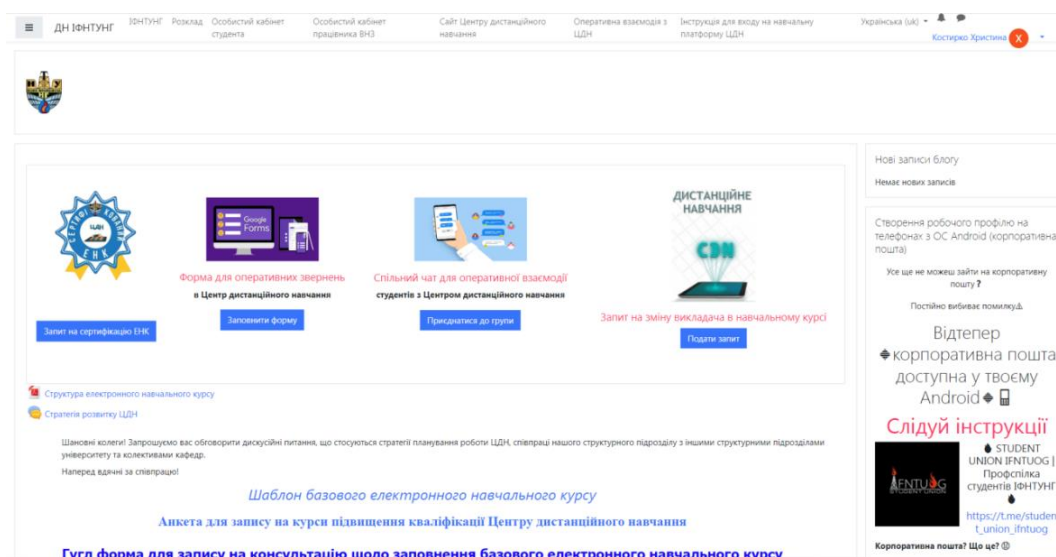 ДН ІФНТУНГ
ІФНТУНГ
Розклад
Особистий кабінет
студента
Особистий кабінет
працівника ВНЗ
Сайт Центру дистанційного
навчання
Оперативна взаємодія з
ЦДН
Інструкція для входу на навчальну
платформу ЦДН
Українська (uk)
Костирко Христина X
СЕРТИФІКУВАННЯ
ЦДН
ЕНК
Запит на сертифікацію ЕНК
Google
Forms
Форма для оперативних звернень
в Центр дистанційного навчання
Заповнити форму
Спільний чат для оперативної взаємодії
студентів з Центром дистанційного навчання
Приєднатися до групи
ДИСТАНЦІЙНЕ
НАВЧАННЯ
Запит на зміну викладача в навчальному курсі
Подати запит
Структура електронного навчального курсу
Стратегія розвитку ЦДН
Шановні колеги! Запрошуємо вас обговорити дискусійні питання, що стосуються стратегії планування роботи ЦДН, співпраці нашого структурного підрозділу з іншими структурними підрозділами
університету та колективами кафедр.
Наперед вдячні за співпрацю!
Шаблон базового електронного навчального курсу
Анкета для запису на курси підвищення кваліфікації Центру дистанційного навчання
Гугл форма для запису на консультацію щодо заповнення базового електронного навчального курсу
Нові записи блогу
Немає нових записів
Створення робочого профілю на
телефонах з ОС Android (корпоративна
пошта)
Усе ще не можеш зайти на корпоративну
пошту ?
Постійно вибиває помилку⚠
Відтепер
корпоративна пошта
доступна у твоєму
Android
Слідуй інструкції
IFNTUOG
STUDENT UNION
STUDENT
UNION IFNTUOG |
Профспілка
студентів ІФНТУНГ
https://t.me/studen
t_union_ifntuog
Корпоративна пошта? Що це?